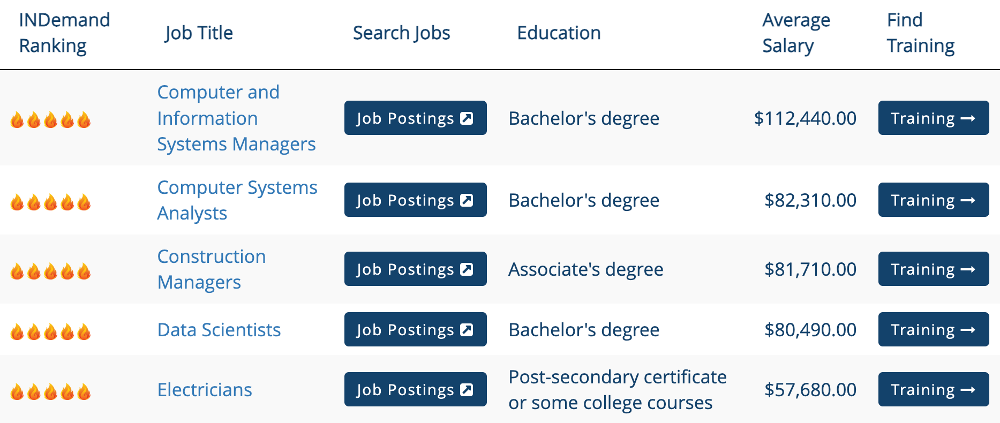 INDemand
Ranking
Job Title
Search Jobs
Education
Average
Salary
Find
Training
Computer and
Information
Systems Managers
Job Postings
Bachelor's degree
$112,440.00
Training →
Computer Systems
Analysts
Job Postings
Bachelor's degree
$82,310.00
Training →
Construction
Managers
Job Postings
Associate's degree
$81,710.00
Training →
Data Scientists
Job Postings
Bachelor's degree
$80,490.00
Training →
Electricians
Job Postings
Post-secondary certificate
or some college courses
$57,680.00
Training →